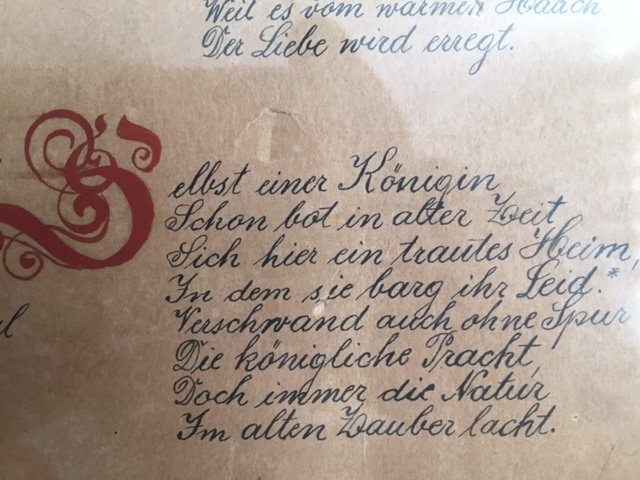 Weil es vom warmen Hauch
Der Liebe wird erregt.
Selbst einer Königin
Schon bot in alter Zeit
Sich hier ein trautes Heim,
In dem sie barg ihr Leid.*
Verschwand auch ohne Spur
Die königliche Pracht,
Doch immer die Natur
Im alten Zauber lacht.